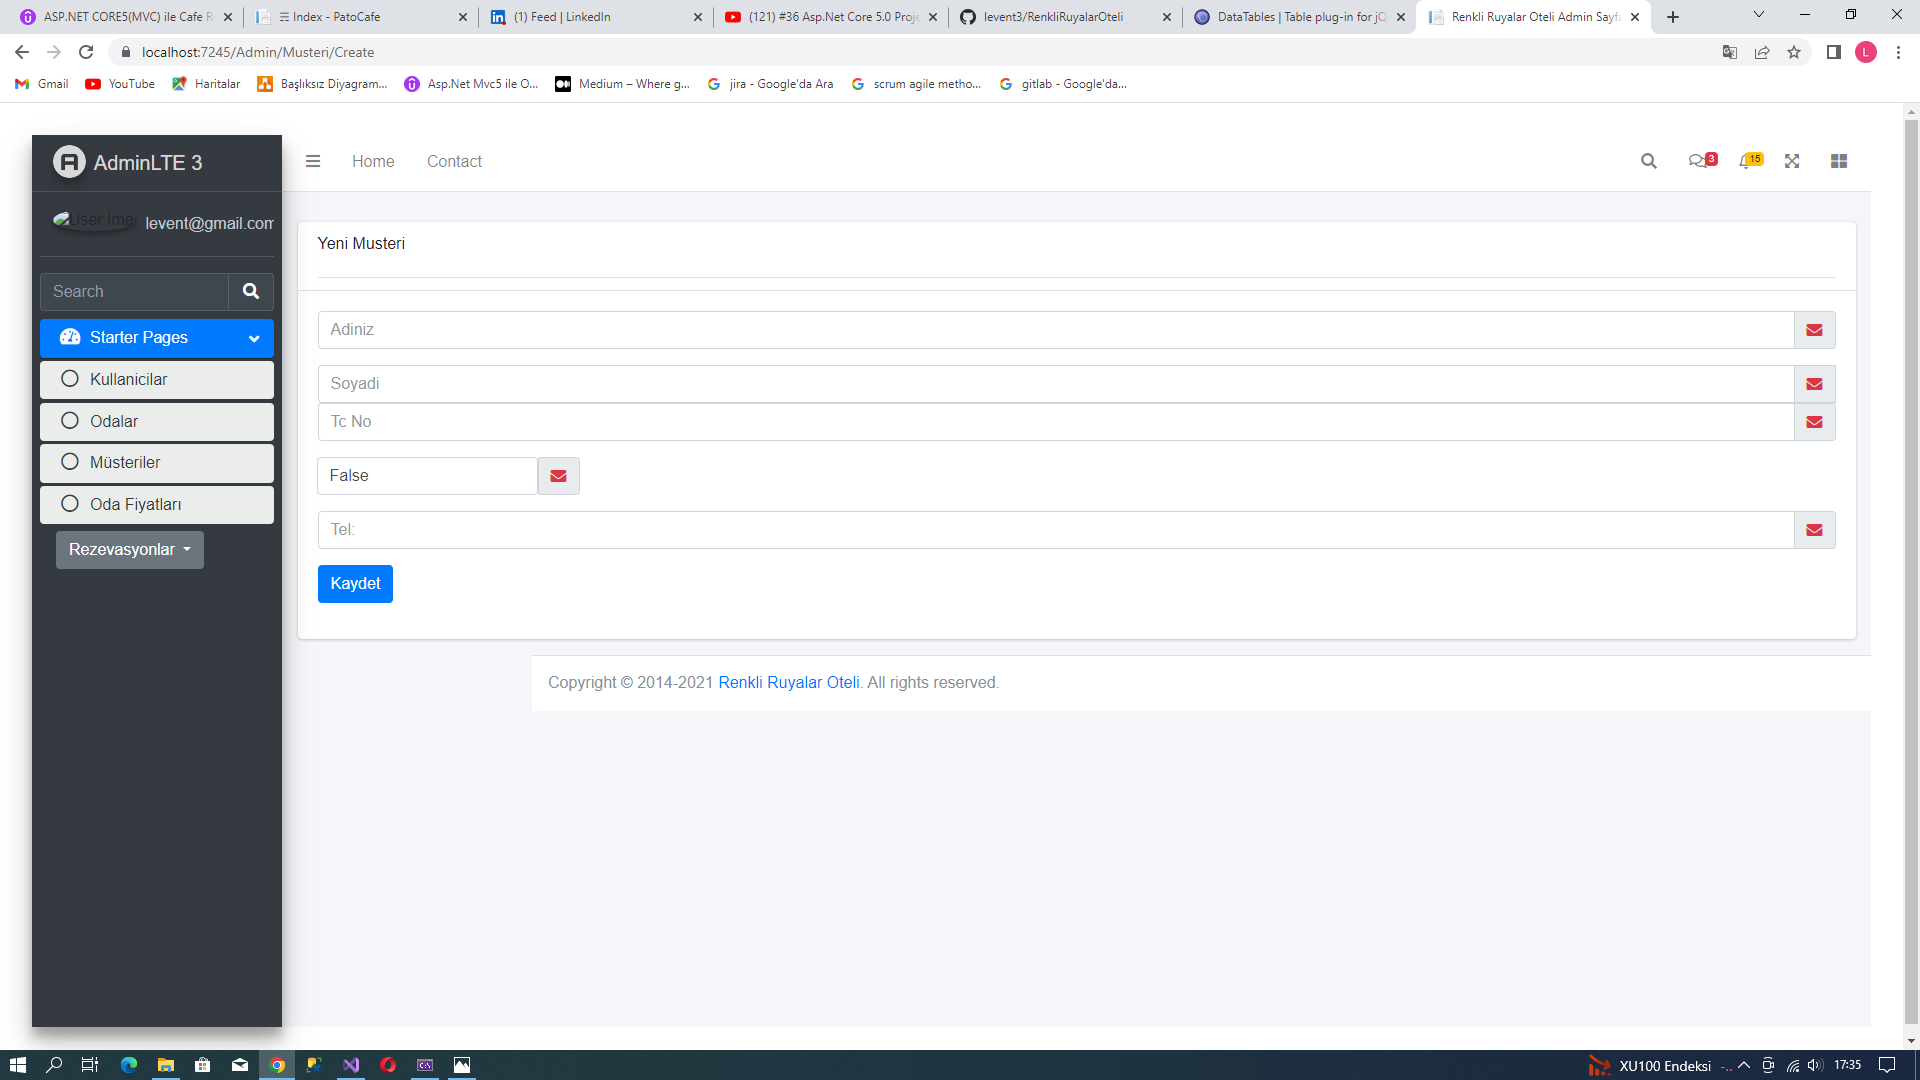 ASP.NET CORE5(MVC) ile Cafe R
Index - PatoCafe
(1) Feed | LinkedIn
(121) #36 Asp.Net Core 5.0 Proje
levent3/RenkliRuyalarOteli
DataTables | Table plug-in for jQ
Renkli Ruyalar Oteli Admin Sayfa
localhost:7245/Admin/Musteri/Create
L
Gmail
YouTube
Haritalar
Başlıksız Diyagram...
Asp.Net Mvc5 ile O...
Medium – Where g...
jira - Google'da Ara
scrum agile metho...
gitlab - Google'da...
AdminLTE 3
Home
Contact
3
15
User Ima
levent@gmail.com
Search
Starter Pages
Kullanicilar
Odalar
Müsteriler
Oda Fiyatları
Rezevasyonlar
Yeni Musteri
Adiniz
Soyadi
Tc No
False
Tel:
Kaydet
Copyright © 2014-2021 Renkli Ruyalar Oteli. All rights reserved.
XU100 Endeksi -..
17:35